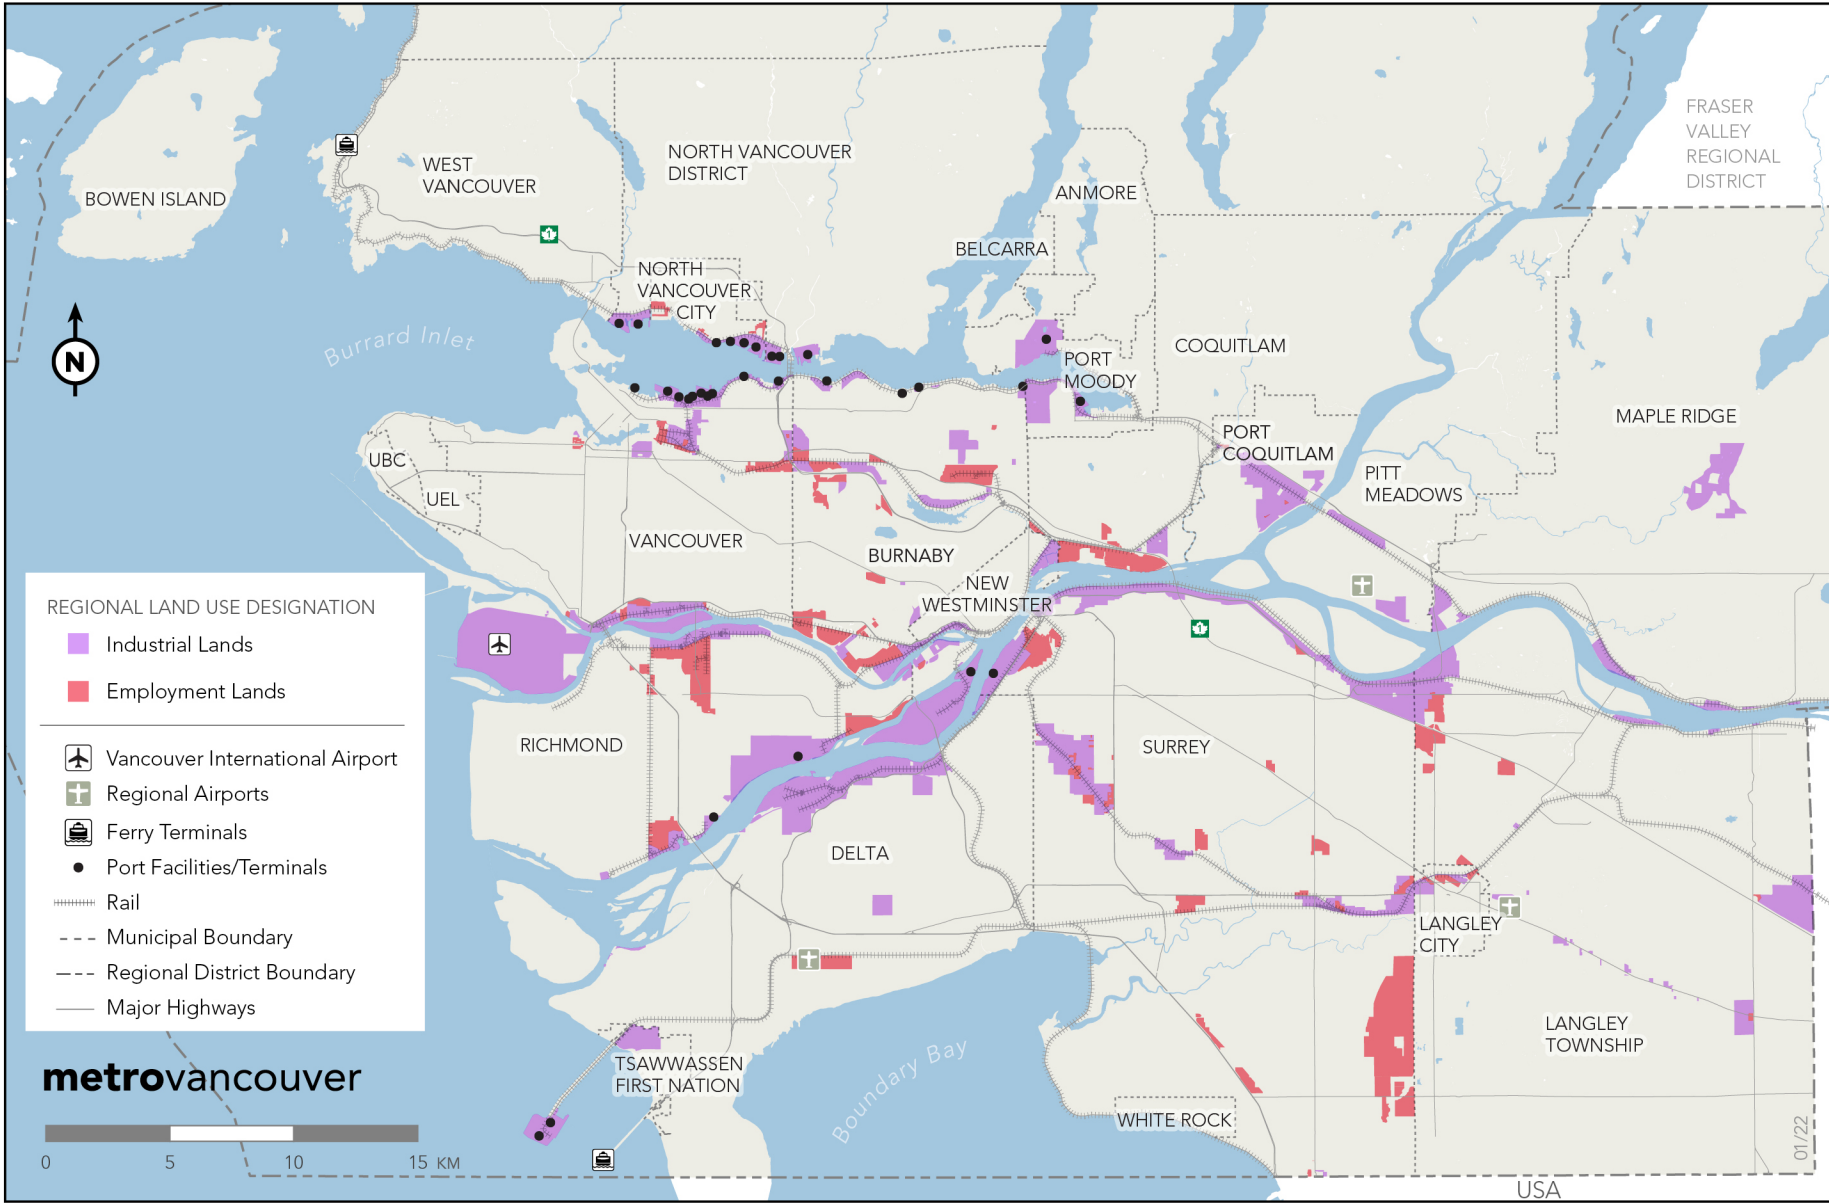 FRASER
VALLEY
REGIONAL
DISTRICT
WEST
VANCOUVER
NORTH VANCOUVER
DISTRICT
BOWEN ISLAND
ANMORE
1
BELCARRA
NORTH
VANCOUVER
CITY
N
Burrard Inlet
PORT
MOODY
COQUITLAM
MAPLE RIDGE
PORT
COQUITLAM
UBC
PITT
MEADOWS
UEL
VANCOUVER
BURNABY
NEW
WESTMINSTER
1
RICHMOND
SURREY
DELTA
LANGLEY
CITY
LANGLEY
TOWNSHIP
TSAWWASSEN
FIRST NATION
Boundary Bay
WHITE ROCK
USA
01/22
REGIONAL LAND USE DESIGNATION
Industrial Lands
Employment Lands
Vancouver International Airport
Regional Airports
Ferry Terminals
Port Facilities/Terminals
Rail
Municipal Boundary
Regional District Boundary
Major Highways
metrovancouver
0 5 10 15 KM